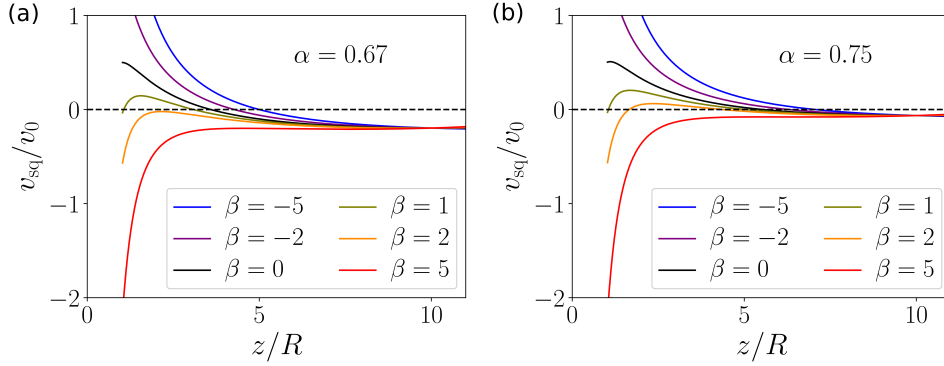 (a)
α = 0.67
1
0
−1
−2
v_sq/v_0
β = −5
β = −2
β = 0
β = 1
β = 2
β = 5
0
5
10
z/R
(b)
α = 0.75
1
0
−1
−2
v_sq/v_0
β = −5
β = −2
β = 0
β = 1
β = 2
β = 5
0
5
10
z/R